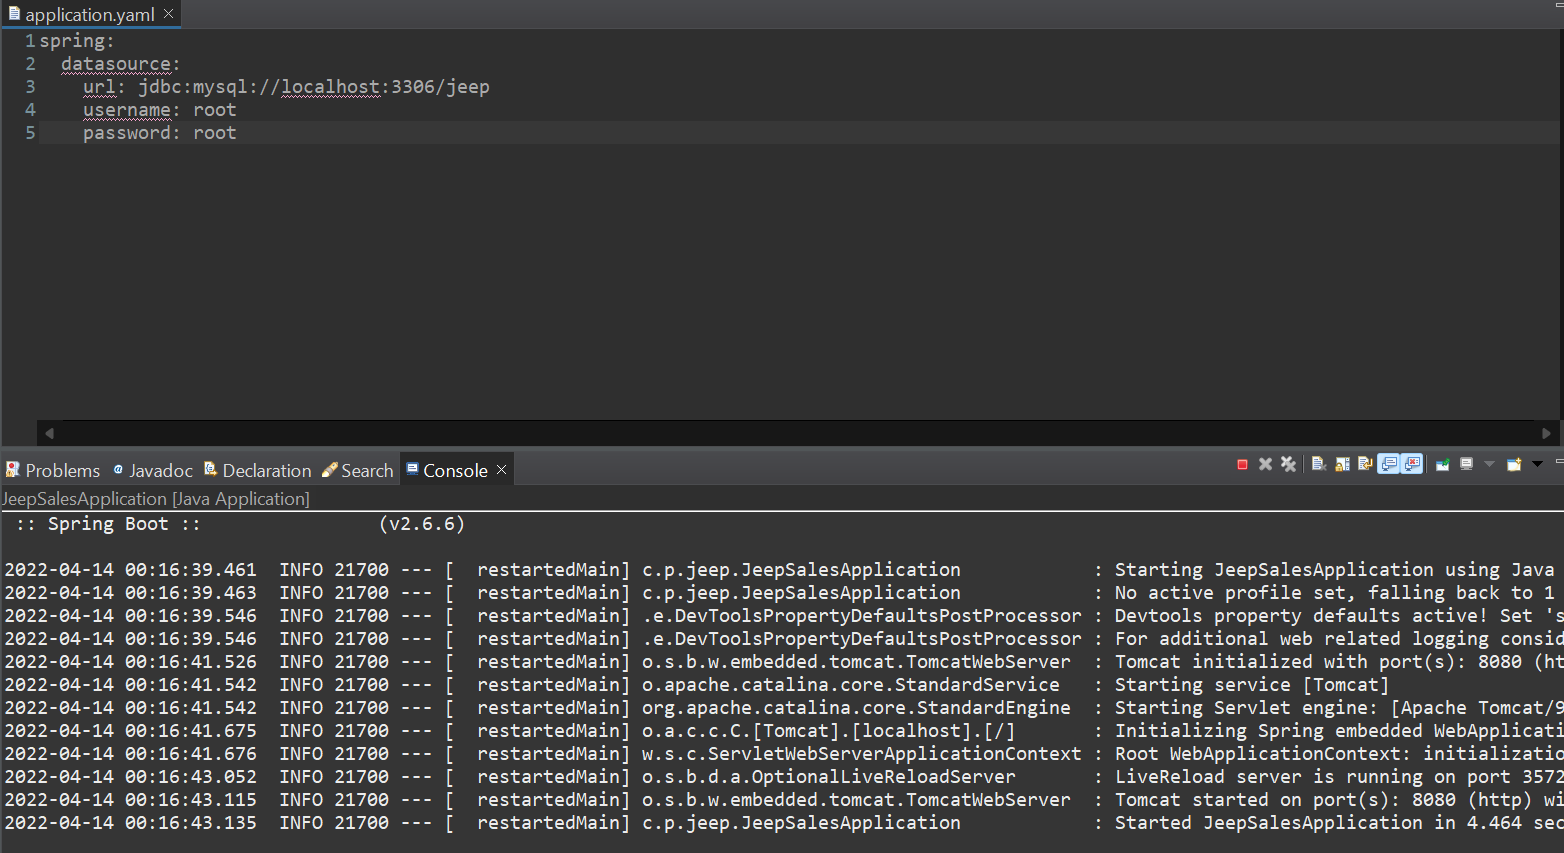 application.yaml
1 spring:
2   datasource:
3     url: jdbc:mysql://localhost:3306/jeep
4     username: root
5     password: root
Problems Javadoc Declaration Search Console
JeepSalesApplication [Java Application]
 :: Spring Boot ::                (v2.6.6)
2022-04-14 00:16:39.461  INFO 21700 --- [  restartedMain] c.p.jeep.JeepSalesApplication            : Starting JeepSalesApplication using Java
2022-04-14 00:16:39.463  INFO 21700 --- [  restartedMain] c.p.jeep.JeepSalesApplication            : No active profile set, falling back to 1
2022-04-14 00:16:39.546  INFO 21700 --- [  restartedMain] .e.DevToolsPropertyDefaultsPostProcessor : Devtools property defaults active! Set 's
2022-04-14 00:16:39.546  INFO 21700 --- [  restartedMain] .e.DevToolsPropertyDefaultsPostProcessor : For additional web related logging consid
2022-04-14 00:16:41.526  INFO 21700 --- [  restartedMain] o.s.b.w.embedded.tomcat.TomcatWebServer  : Tomcat initialized with port(s): 8080 (ht
2022-04-14 00:16:41.542  INFO 21700 --- [  restartedMain] o.apache.catalina.core.StandardService   : Starting service [Tomcat]
2022-04-14 00:16:41.542  INFO 21700 --- [  restartedMain] org.apache.catalina.core.StandardEngine  : Starting Servlet engine: [Apache Tomcat/9
2022-04-14 00:16:41.675  INFO 21700 --- [  restartedMain] o.a.c.c.C.[Tomcat].[localhost].[/]       : Initializing Spring embedded WebApplicati
2022-04-14 00:16:41.676  INFO 21700 --- [  restartedMain] w.s.c.ServletWebServerApplicationContext : Root WebApplicationContext: initializatio
2022-04-14 00:16:43.052  INFO 21700 --- [  restartedMain] o.s.b.d.a.OptionalLiveReloadServer       : LiveReload server is running on port 3572
2022-04-14 00:16:43.115  INFO 21700 --- [  restartedMain] o.s.b.w.embedded.tomcat.TomcatWebServer  : Tomcat started on port(s): 8080 (http) wi
2022-04-14 00:16:43.135  INFO 21700 --- [  restartedMain] c.p.jeep.JeepSalesApplication            : Started JeepSalesApplication in 4.464 sec